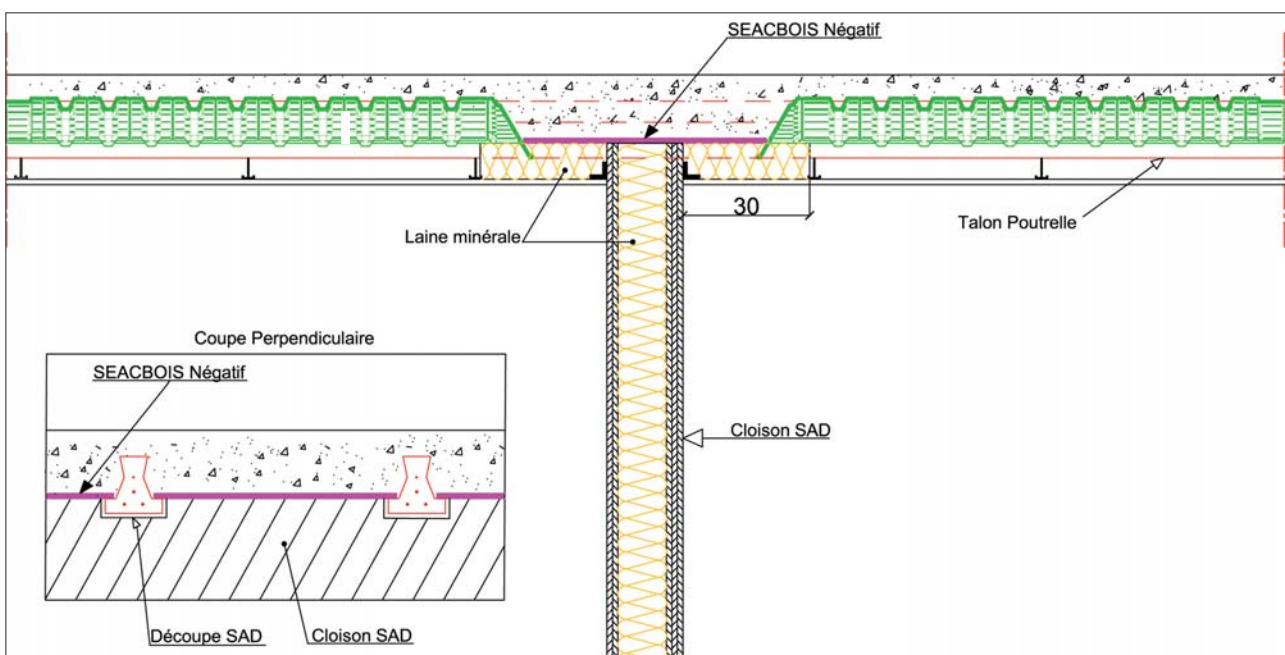 SEACBOIS Négatif
30
Laine minérale
Talon Poutrelle
Coupe Perpendiculaire
SEACBOIS Négatif
Cloison SAD
Découpe SAD
Cloison SAD